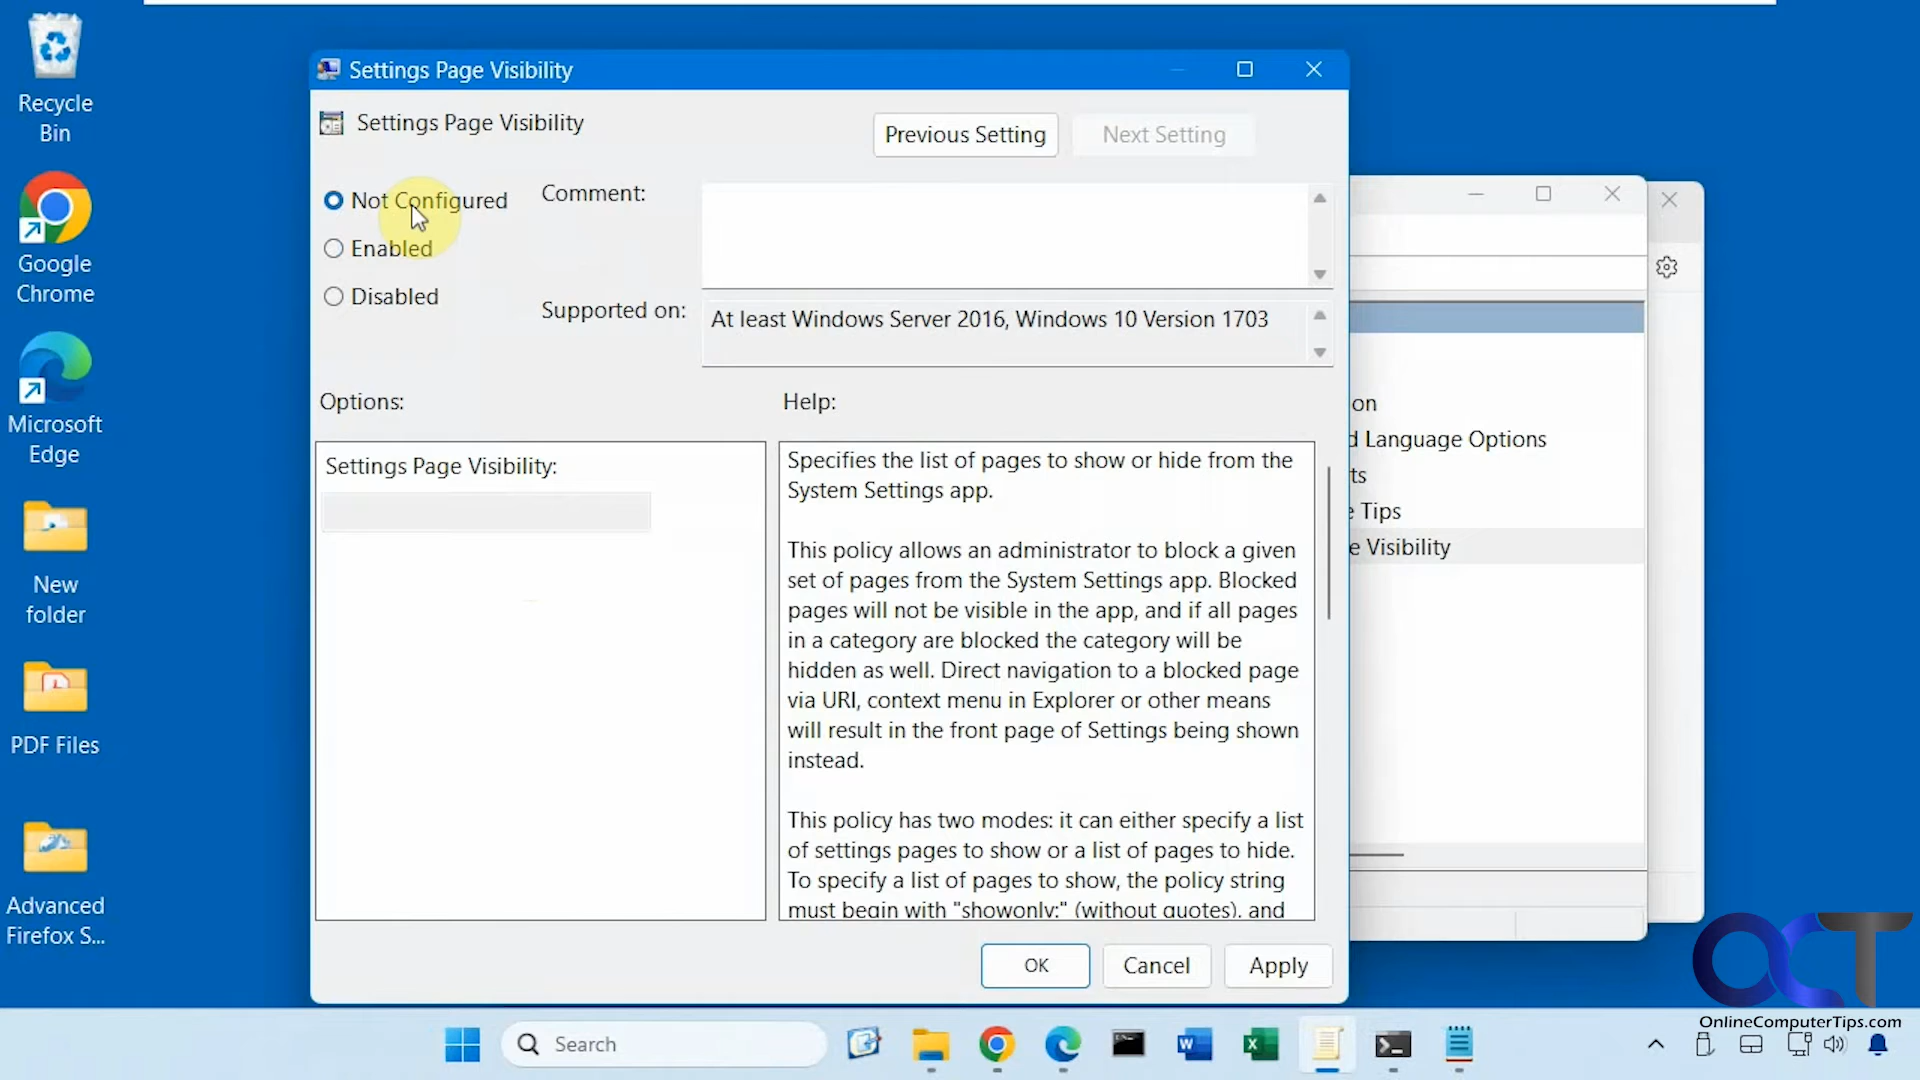 Recycle
Bin
Google
Chrome
Microsoft
Edge
New
folder
PDF Files
Advanced
Firefox S...
Settings Page Visibility
Settings Page Visibility
Previous Setting
Next Setting
Not Configured
Enabled
Disabled
Comment:
Supported on:
At least Windows Server 2016, Windows 10 Version 1703
Options:
Help:
Settings Page Visibility:
Specifies the list of pages to show or hide from the
System Settings app.
This policy allows an administrator to block a given
set of pages from the System Settings app. Blocked
pages will not be visible in the app, and if all pages
in a category are blocked the category will be
hidden as well. Direct navigation to a blocked page
via URI, context menu in Explorer or other means
will result in the front page of Settings being shown
instead.
This policy has two modes: it can either specify a list
of settings pages to show or a list of pages to hide.
To specify a list of pages to show, the policy string
must begin with "showonly:" (without quotes), and
OK
Cancel
Apply
on
d Language Options
ts
e Tips
e Visibility
OCT
OnlineComputerTips.com
Search